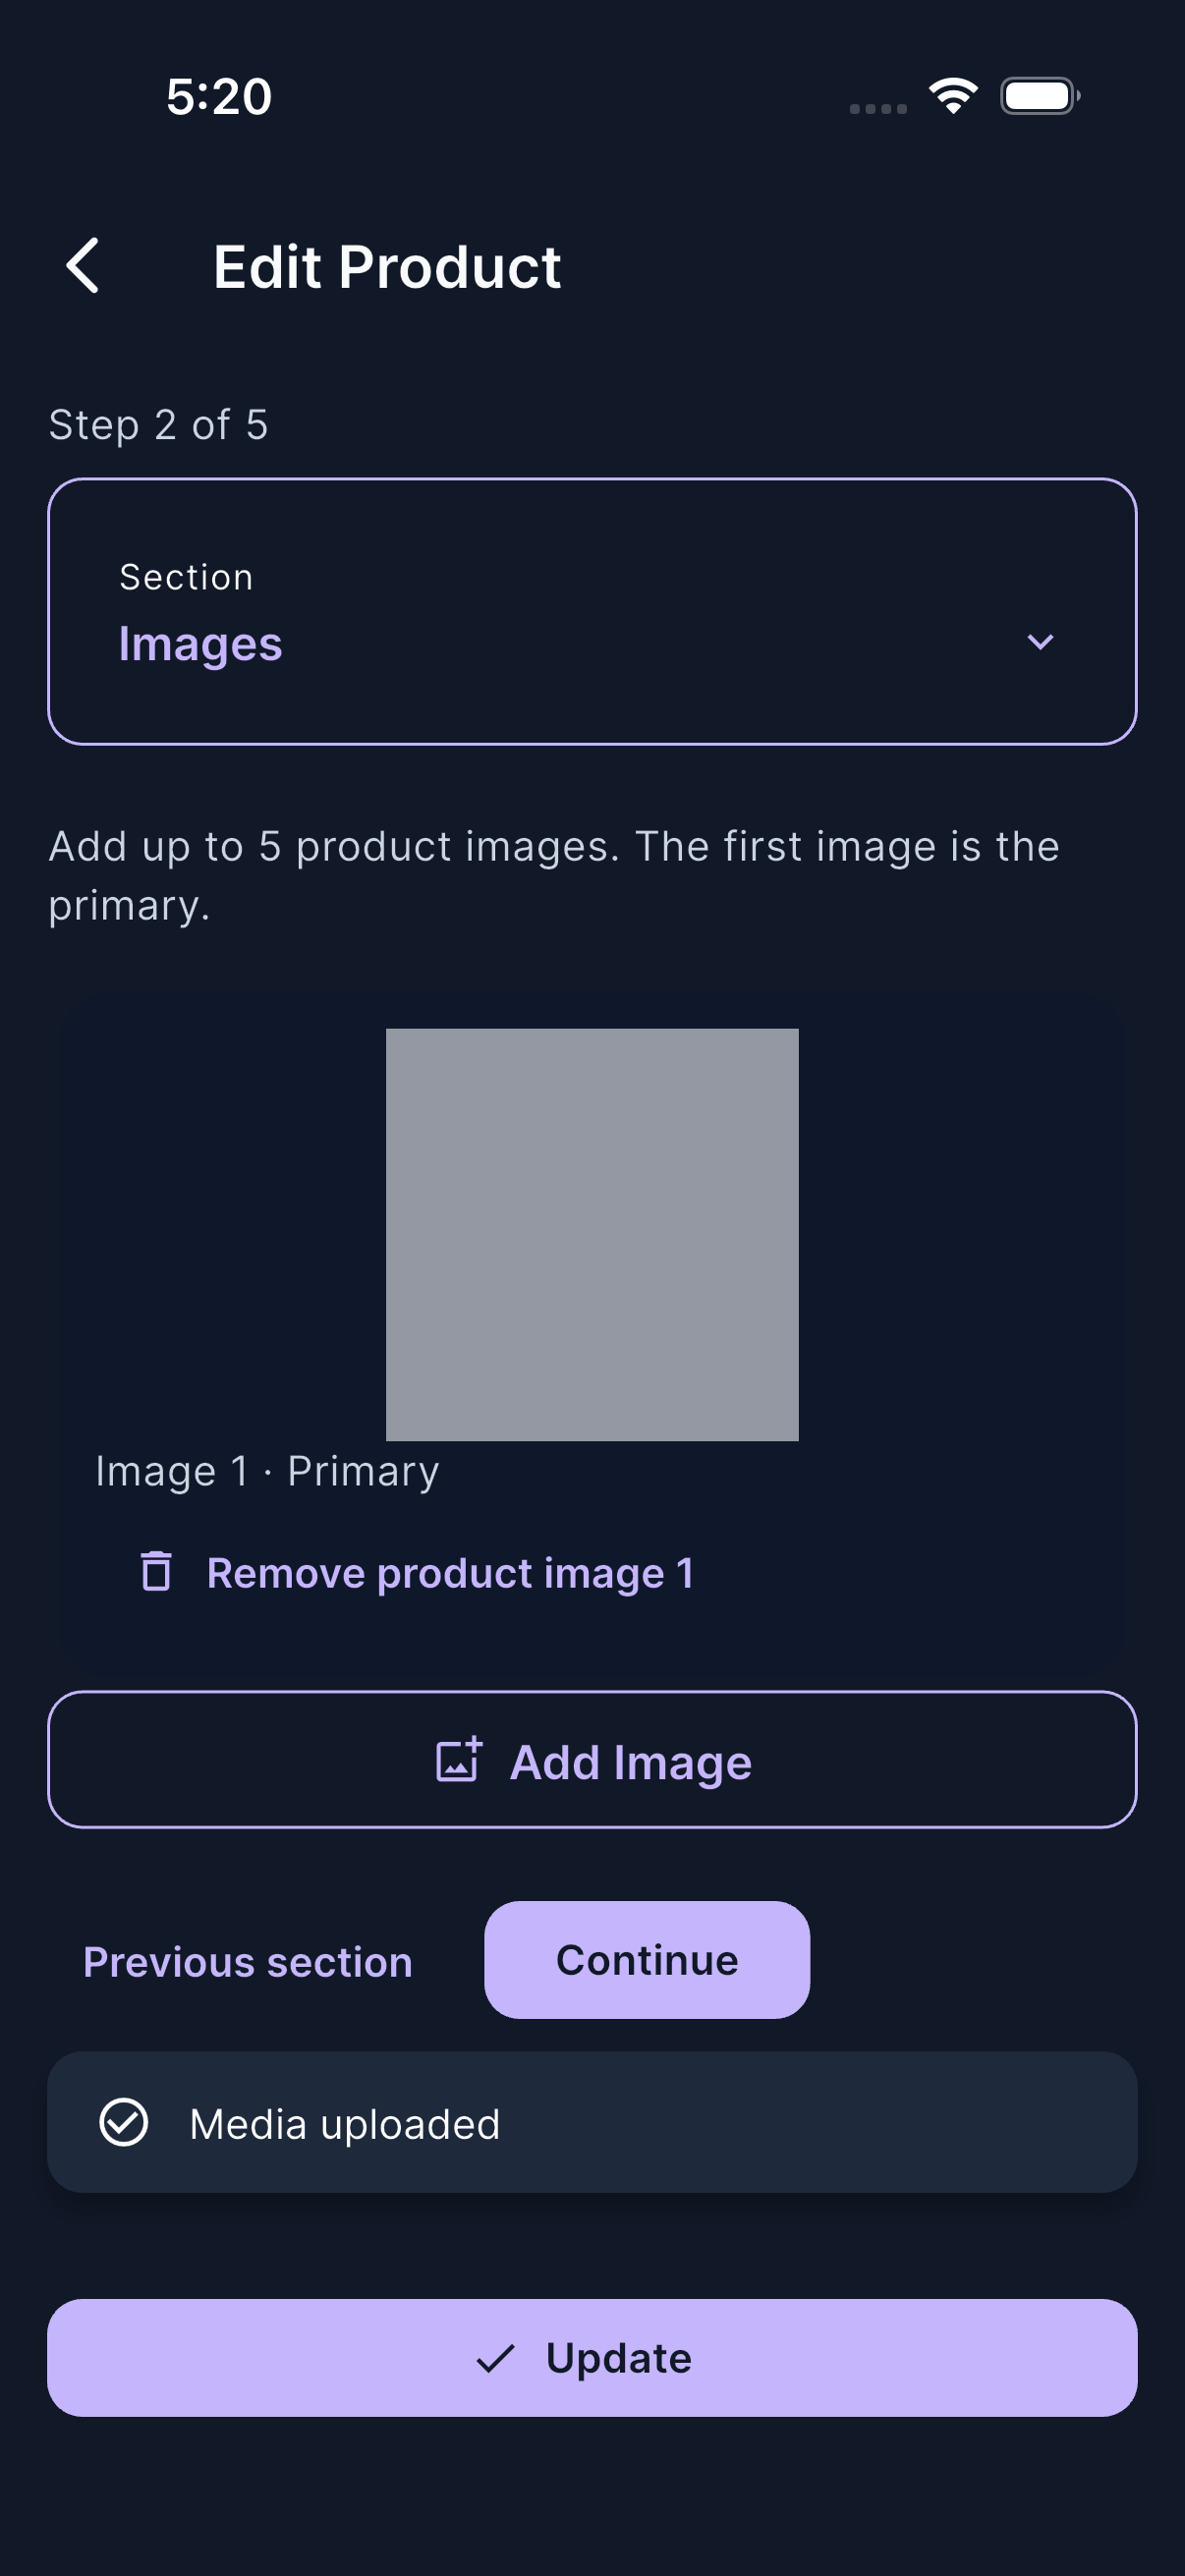 5:20
Edit Product
Step 2 of 5
Section
Images
Add up to 5 product images. The first image is the
primary.
Image 1 · Primary
Remove product image 1
Add Image
Previous section
Continue
Media uploaded
Update